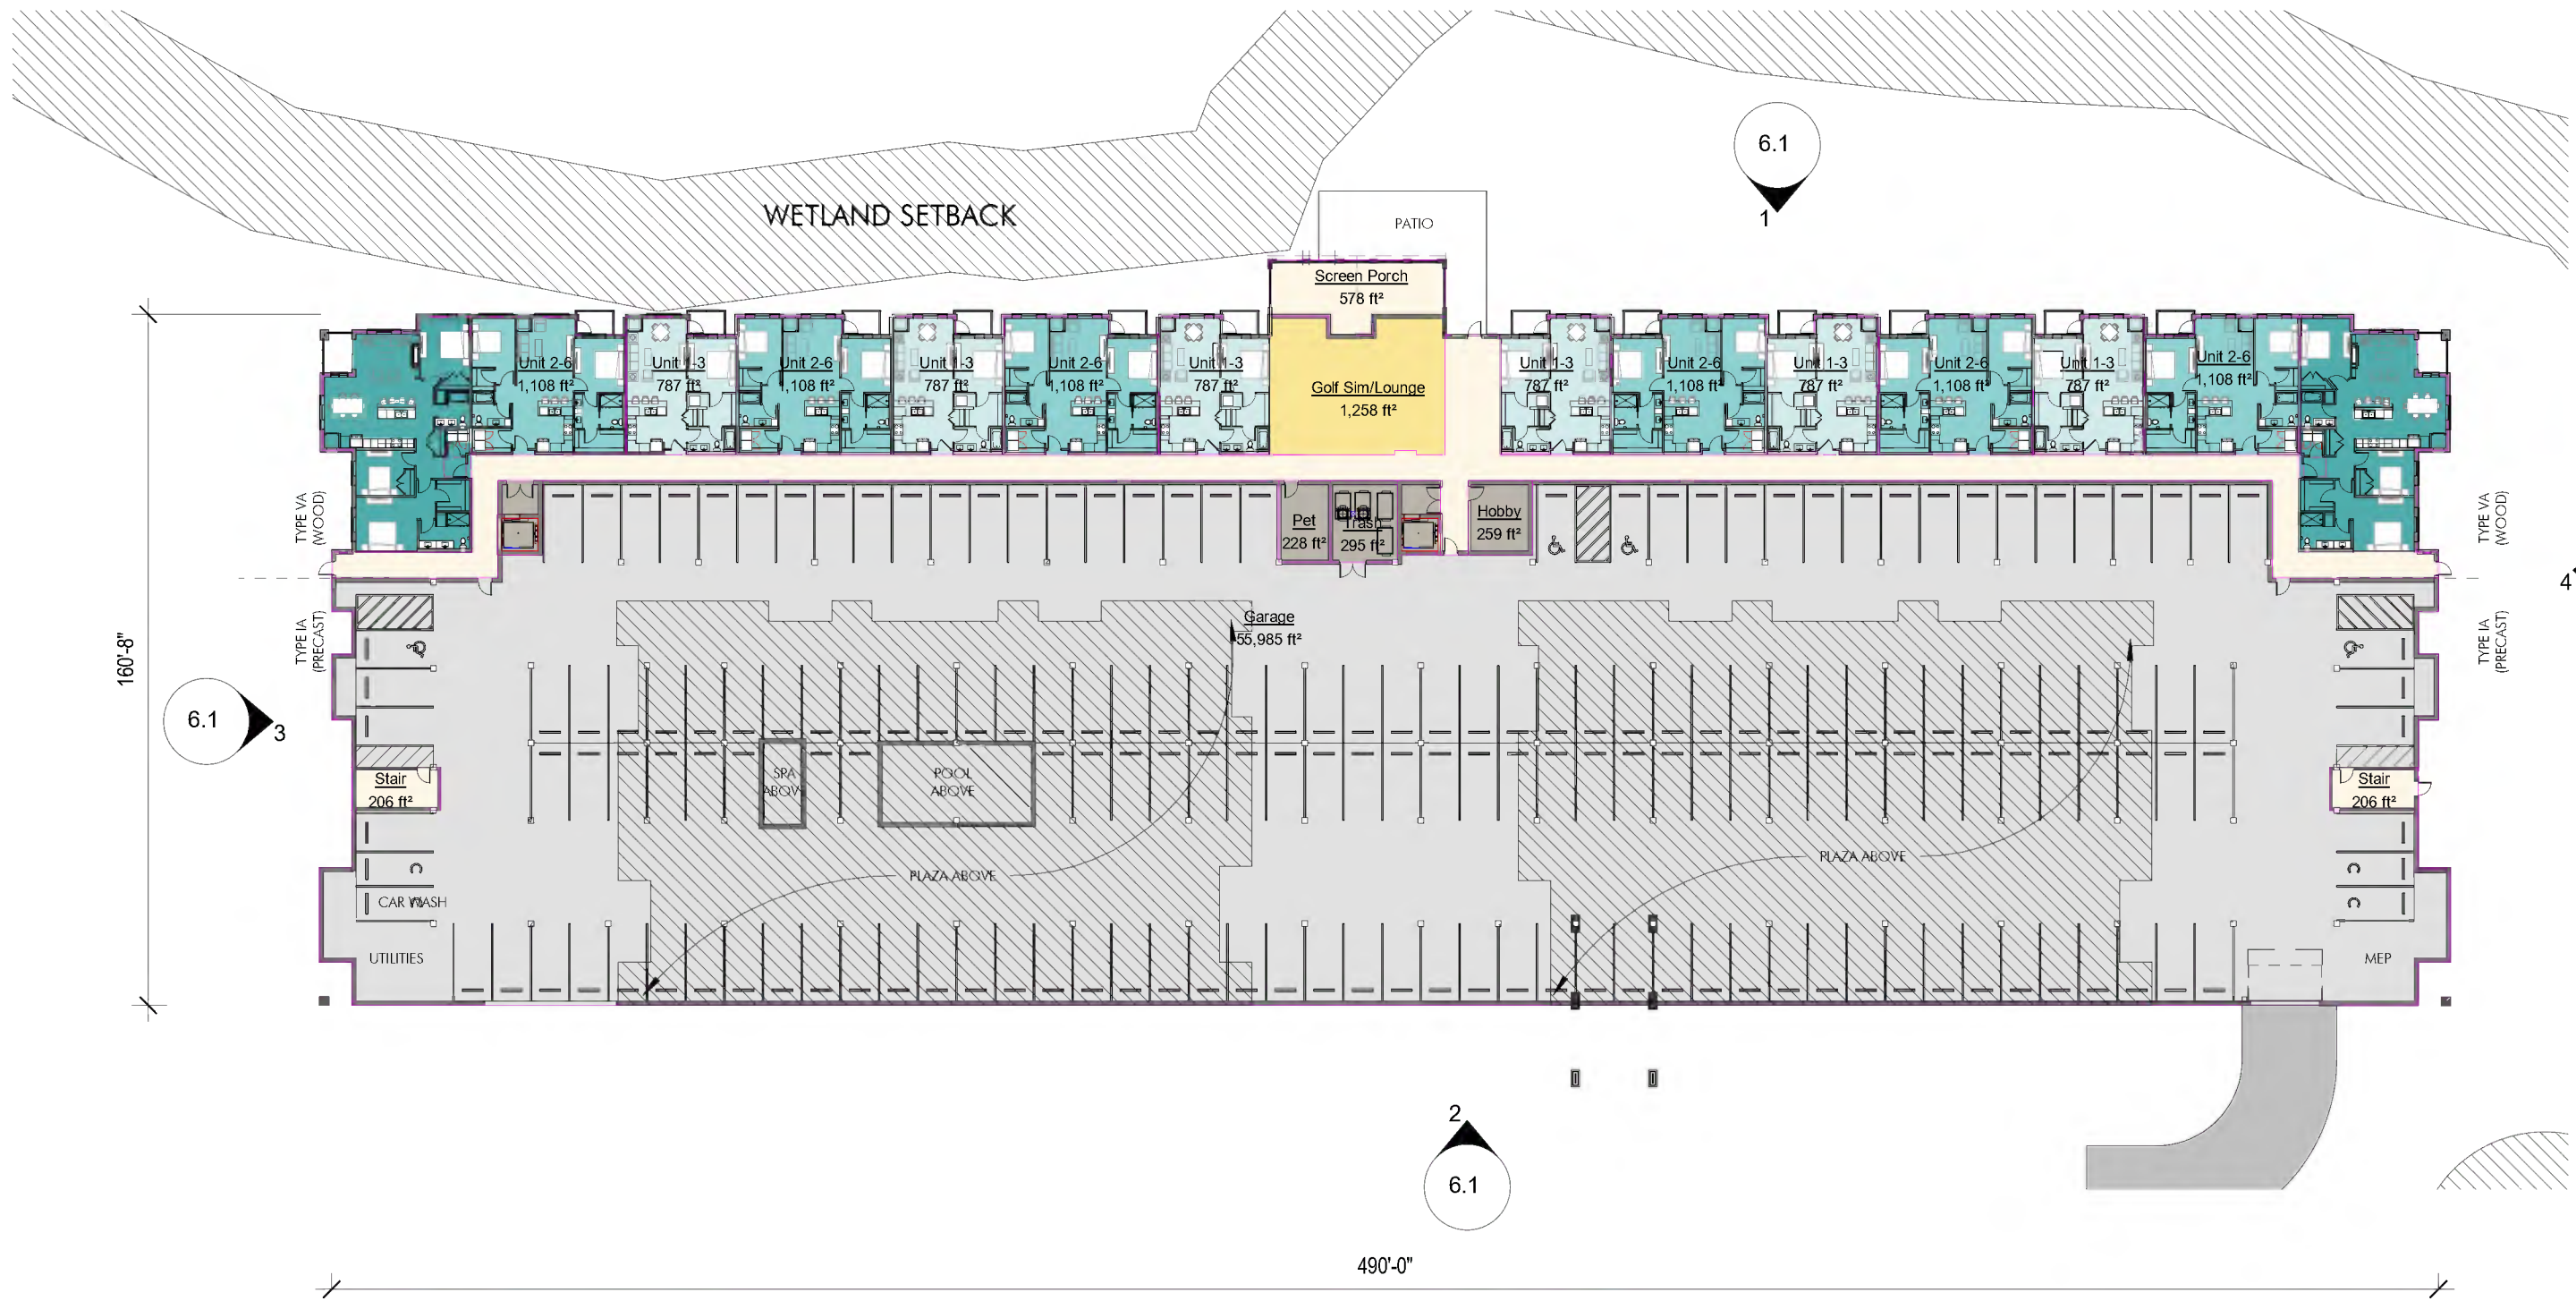 6.1
1
WETLAND SETBACK
PATIO
Screen Porch
578 ft²
Unit 2-6
1,108 ft²
Unit 1-3
787 ft²
Unit 2-6
1,108 ft²
Unit 1-3
787 ft²
Unit 2-6
1,108 ft²
Unit 1-3
787 ft²
Golf Sim/Lounge
1,258 ft²
Unit 1-3
787 ft²
Unit 2-6
1,108 ft²
Unit 1-3
787 ft²
Unit 2-6
1,108 ft²
Unit 1-3
787 ft²
Unit 2-6
1,108 ft²
TYPE VA
(WOOD)
Pet
228 ft²
Trash
295 ft²
Hobby
259 ft²
TYPE VA
(WOOD)
4
TYPE IA
(PRECAST)
Garage
55,985 ft²
TYPE IA
(PRECAST)
160'-8"
6.1
3
Stair
206 ft²
SPA
ABOVE
POOL
ABOVE
Stair
206 ft²
PLAZA ABOVE
PLAZA ABOVE
CAR WASH
UTILITIES
MEP
2
6.1
490'-0"